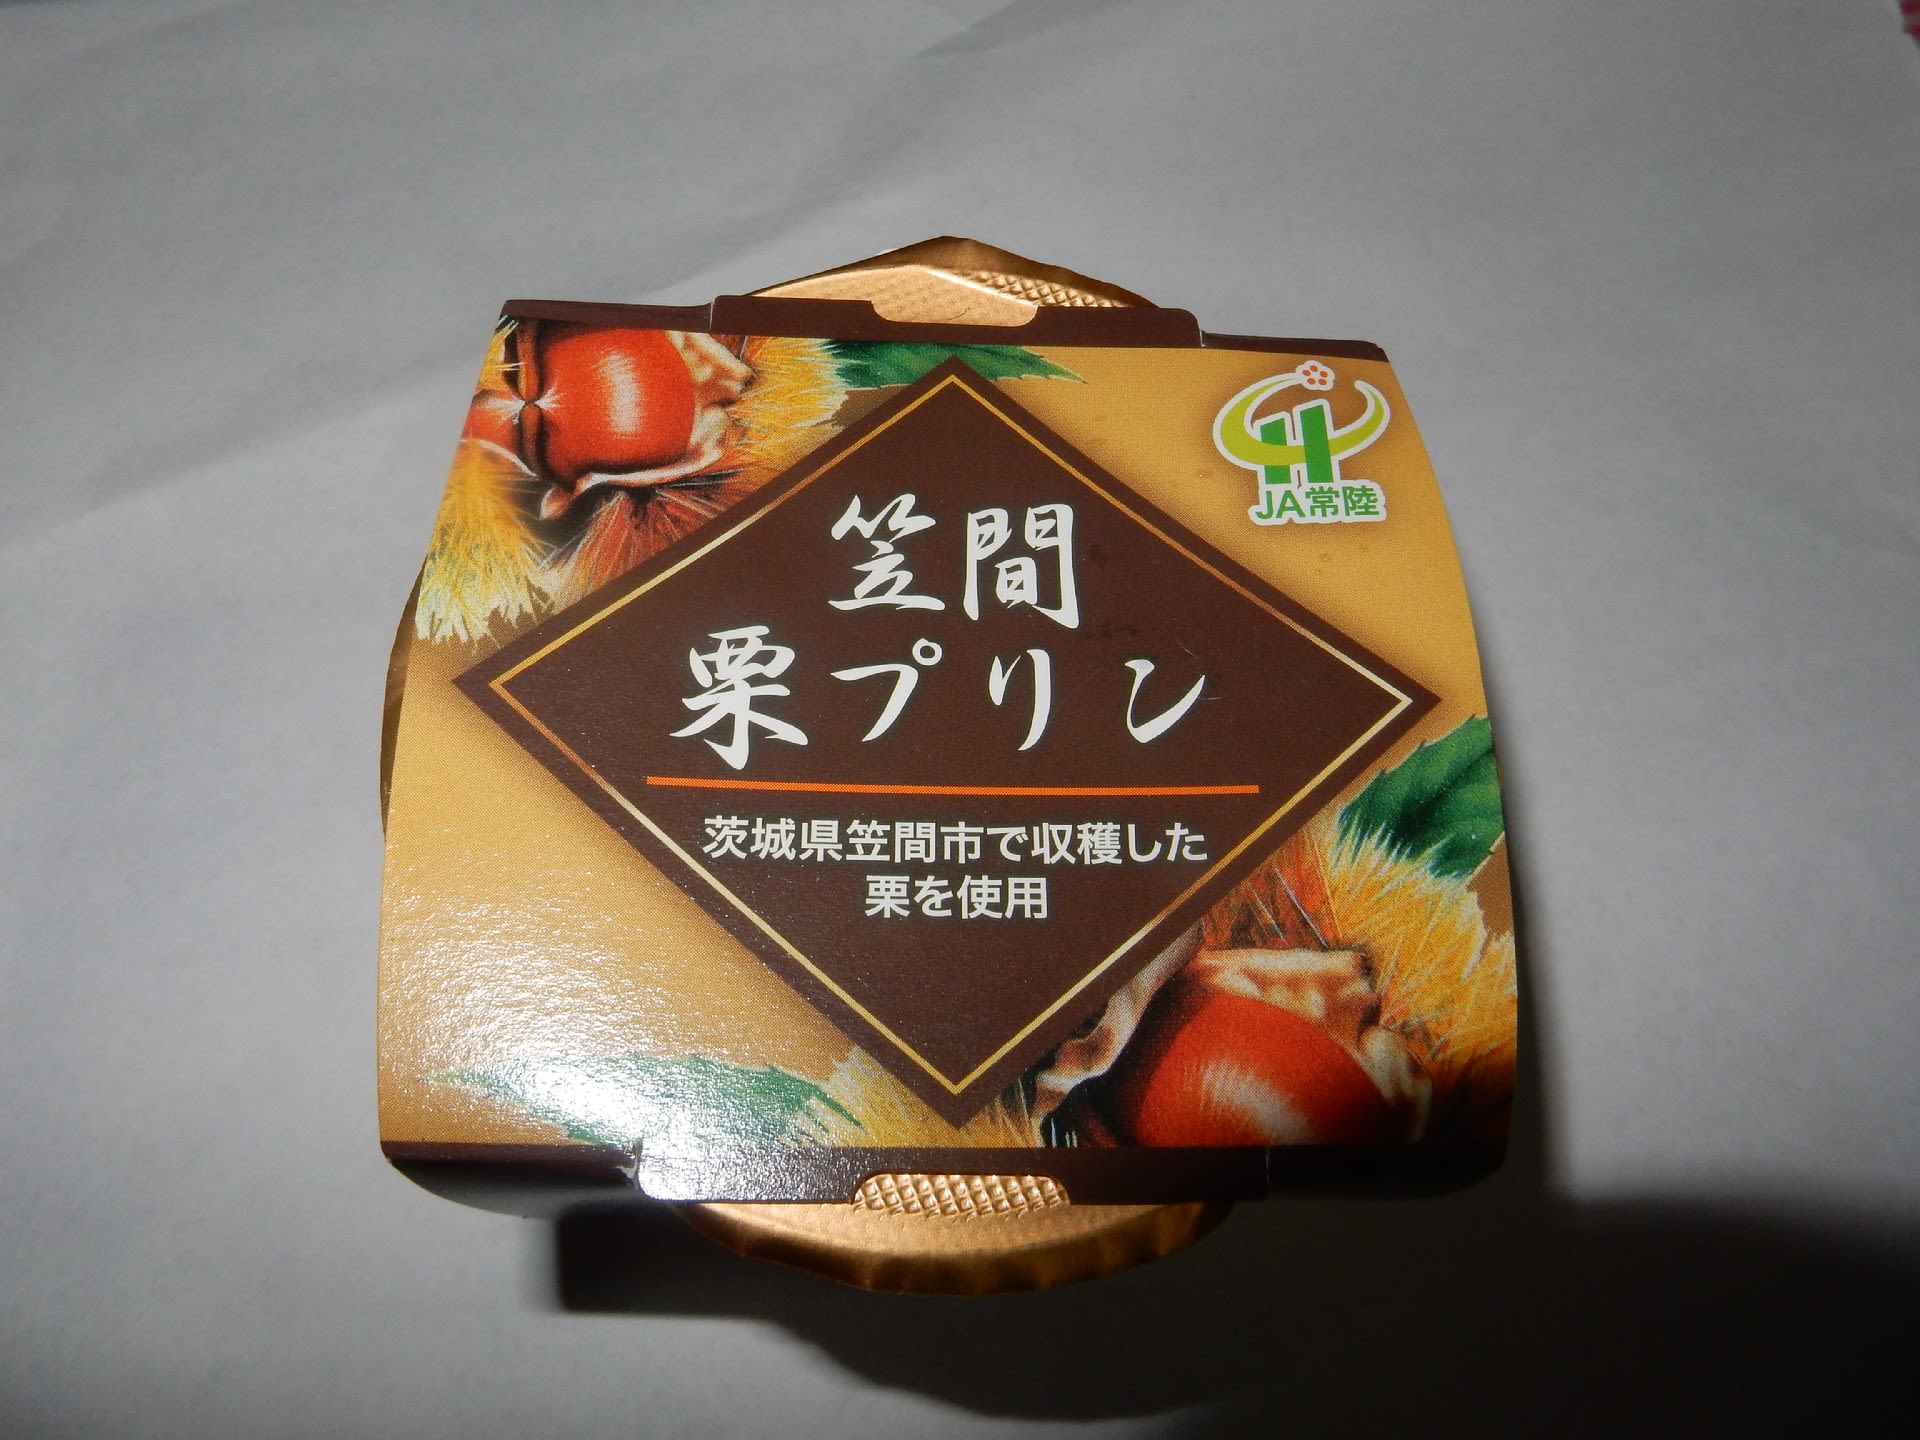 JA常陸
笠間
栗プリン
茨城県笠間市で収穫した
栗を使用